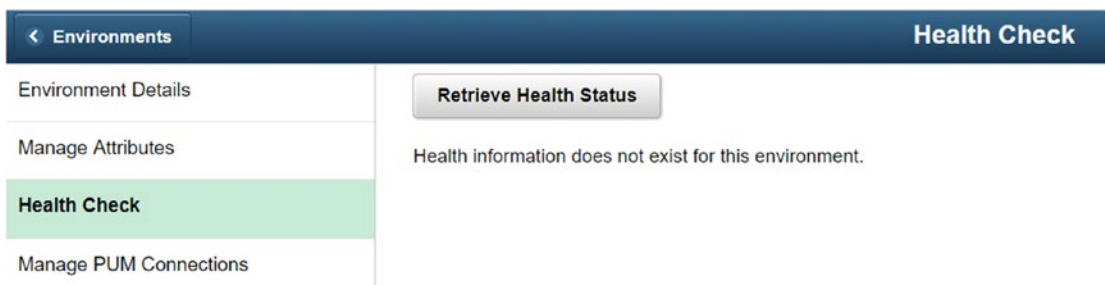 Environments
Health Check
Environment Details
Manage Attributes
Health Check
Manage PUM Connections
Retrieve Health Status
Health information does not exist for this environment.